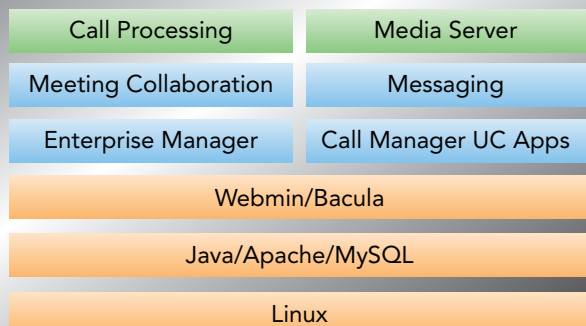 Call Processing
Media Server
Meeting Collaboration
Messaging
Enterprise Manager
Call Manager UC Apps
Webmin/Bacula
Java/Apache/MySQL
Linux